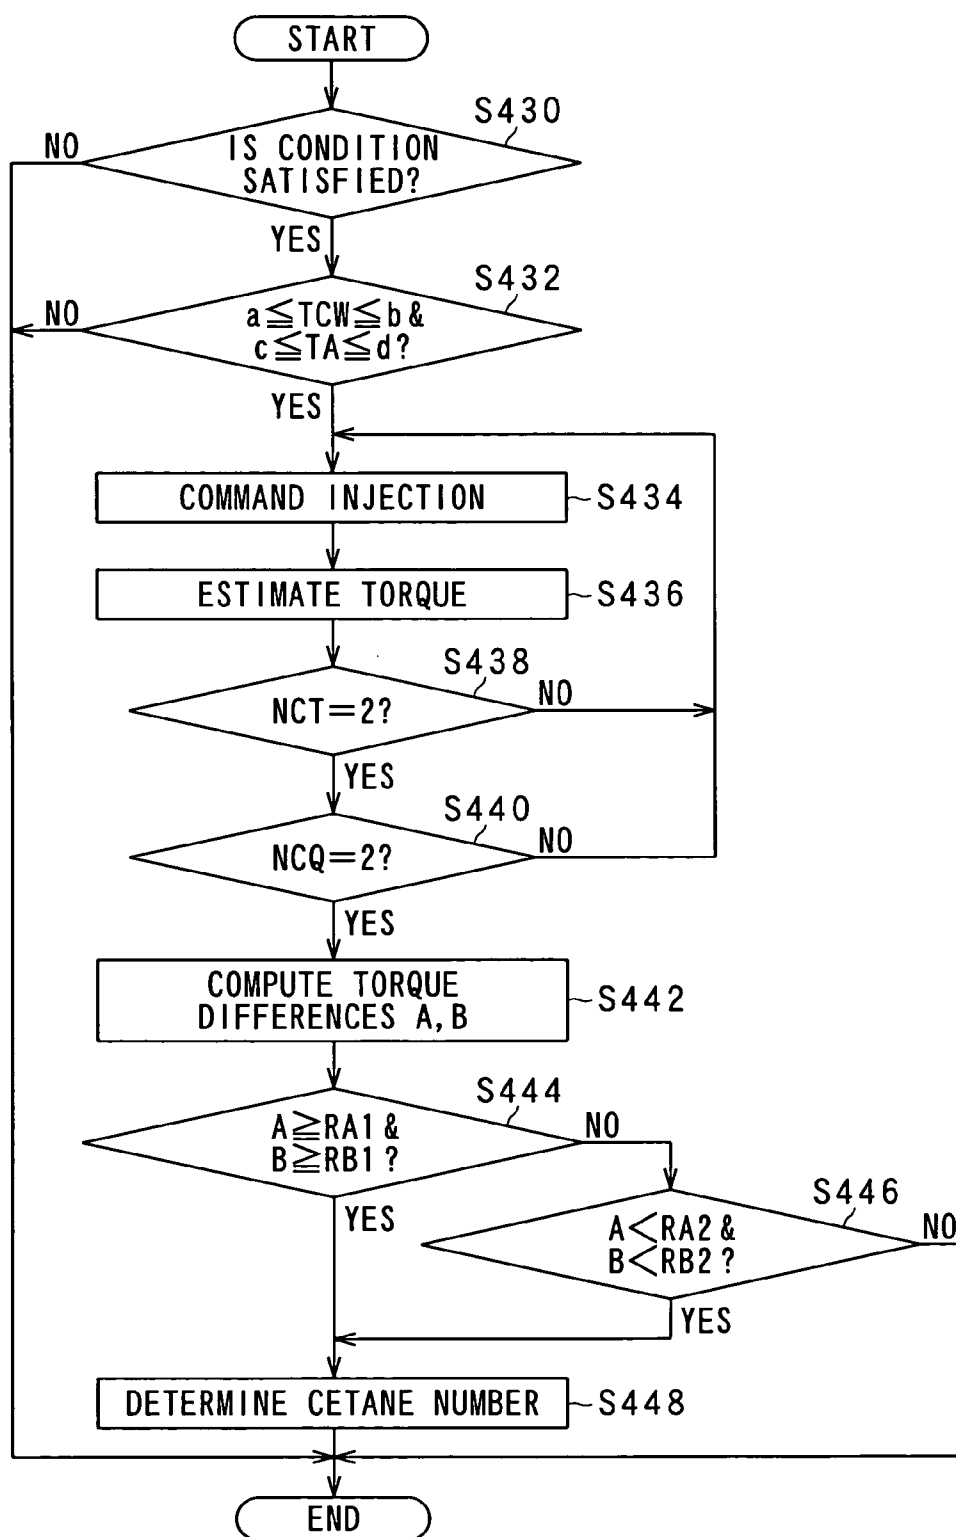 START
S430
NO
IS CONDITION
SATISFIED?
YES
S432
NO
a≦TCW≦b &
c≦TA≦d?
YES
COMMAND INJECTION
S434
ESTIMATE TORQUE
S436
S438
NO
NCT=2?
YES
S440
NO
NCQ=2?
YES
COMPUTE TORQUE
DIFFERENCES A, B
S442
S444
A≧RA1 &
B≧RB1 ?
NO
YES
S446
A<RA2 &
B<RB2 ?
NO
YES
DETERMINE CETANE NUMBER
S448
END